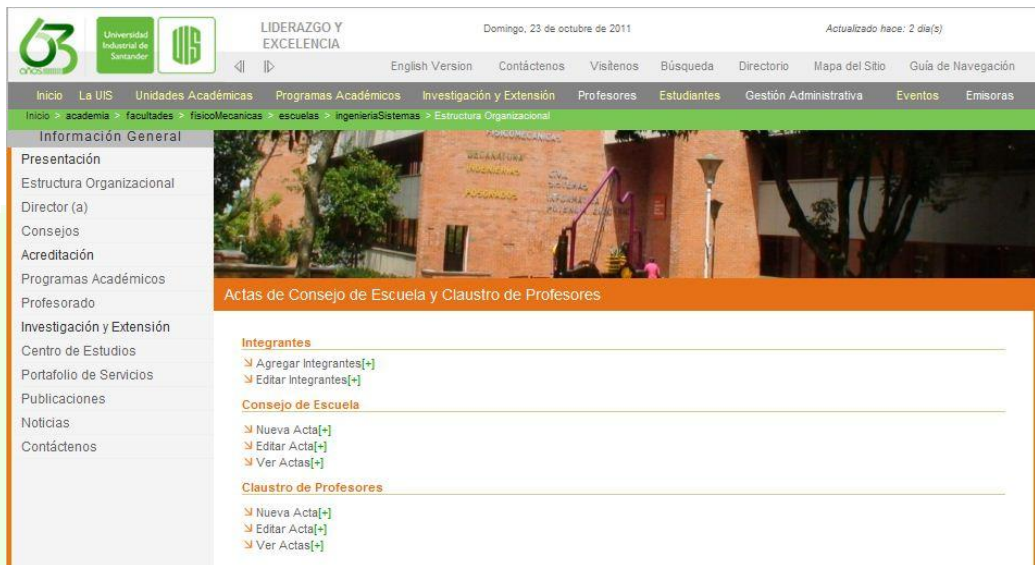 63
años
Universidad
Industrial de
Santander
UIS
LIDERAZGO Y
EXCELENCIA
Domingo, 23 de octubre de 2011
Actualizado hace: 2 día(s)
English Version Contáctenos Visítenos Búsqueda Directorio Mapa del Sitio Guía de Navegación
Inicio La UIS Unidades Académicas Programas Académicos Investigación y Extensión Profesores Estudiantes Gestión Administrativa Eventos Emisoras
Inicio > academia > facultades > fisicoMecanicas > escuelas > ingenieriaSistemas > Estructura Organizacional
Información General
Presentación
Estructura Organizacional
Director (a)
Consejos
Acreditación
Programas Académicos
Profesorado
Investigación y Extensión
Centro de Estudios
Portafolio de Servicios
Publicaciones
Noticias
Contáctenos
FISICOMECANICAS
DECANATURA
Actas de Consejo de Escuela y Claustro de Profesores
Integrantes
Agregar Integrantes[+]
Editar Integrantes[+]
Consejo de Escuela
Nueva Acta[+]
Editar Acta[+]
Ver Actas[+]
Claustro de Profesores
Nueva Acta[+]
Editar Acta[+]
Ver Actas[+]